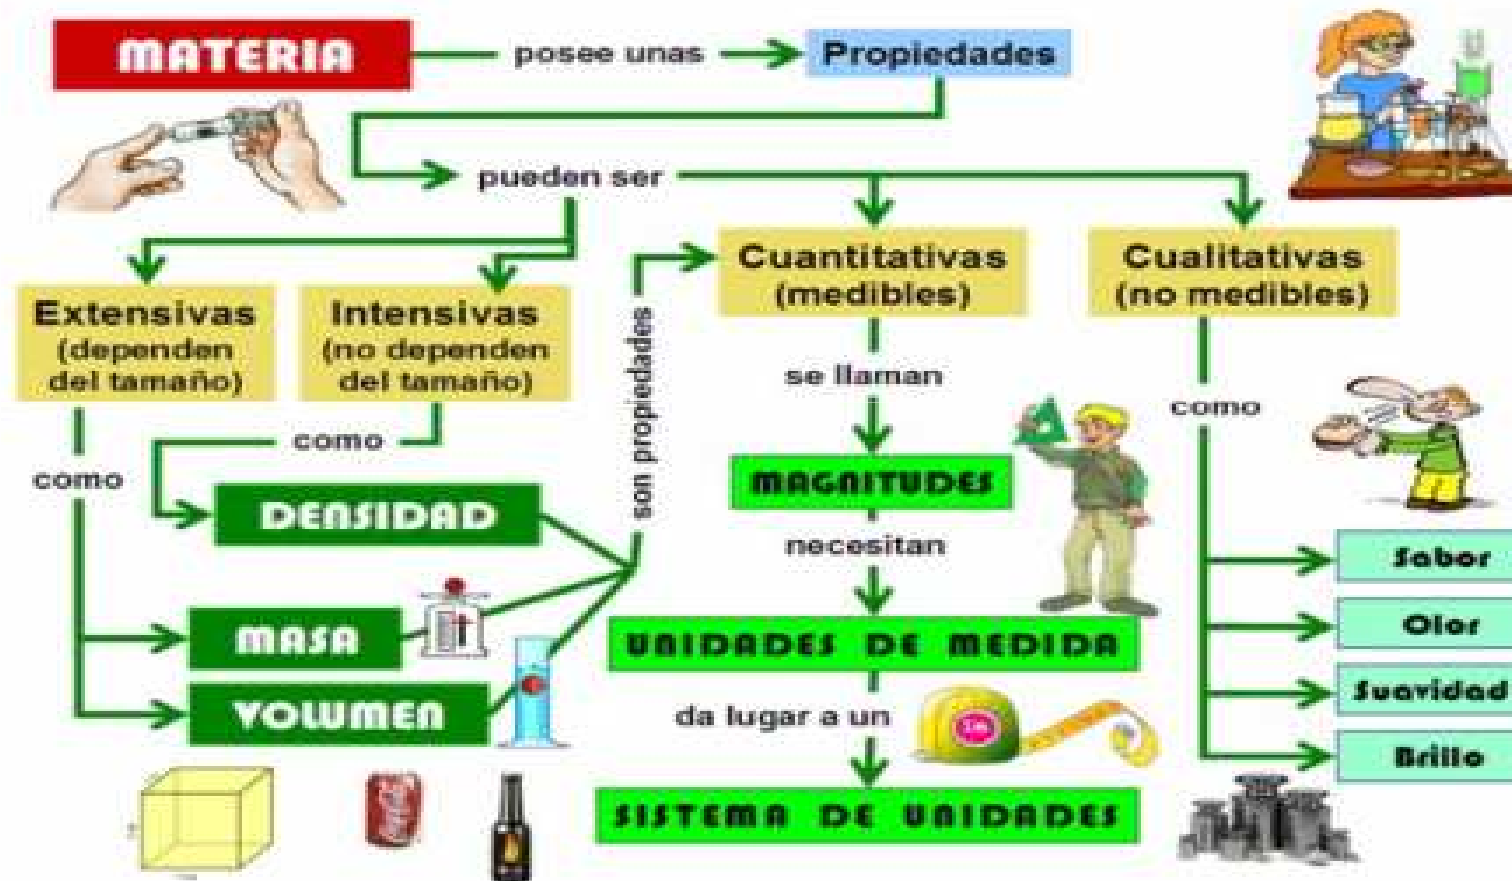 MATERIA
posee unas
Propiedades
pueden ser
Extensivas
(dependen
del tamaño)
Intensivas
(no dependen
del tamaño)
Cuantitativas
(medibles)
Cualitativas
(no medibles)
como
como
DENSIDAD
MASA
VOLUMEN
son propiedades
se llaman
MAGNITUDES
necesitan
UNIDADES DE MEDIDA
da lugar a un
SISTEMA DE UNIDADES
como
Sabor
Olor
Suavidad
Brillo